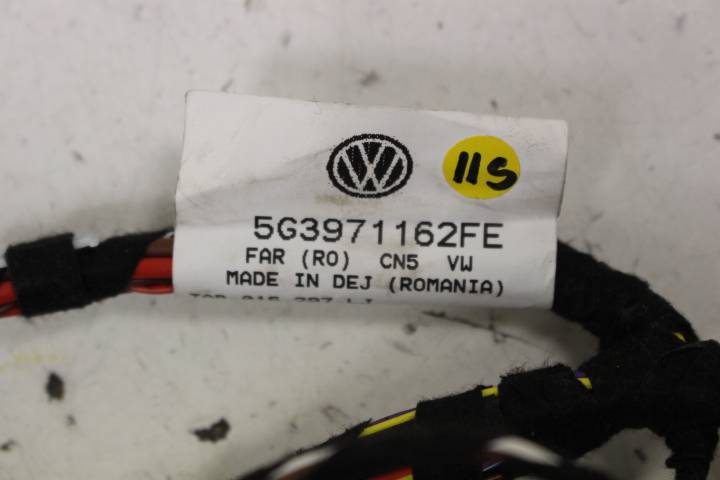 11S
5G3971162FE
FAR (RO) CN5 VW
MADE IN DEJ (ROMANIA)